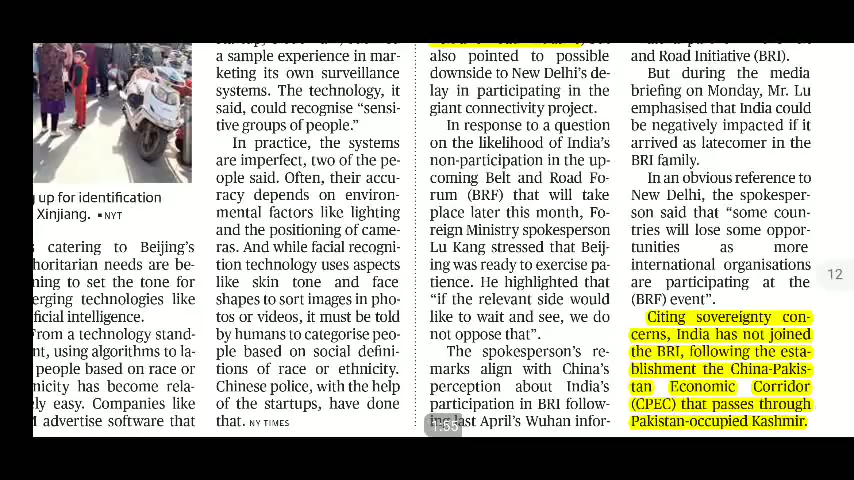 g up for identification
Xinjiang. ▪ NYT
s catering to Beijing's
horitarian needs are be-
ning to set the tone for
erging technologies like
ficial intelligence.
From a technology stand-
nt, using algorithms to la-
people based on race or
nicity has become rela-
ely easy. Companies like
advertise software that
a sample experience in mar-
keting its own surveillance
systems. The technology, it
said, could recognise "sensi-
tive groups of people."
In practice, the systems
are imperfect, two of the peo-
ple said. Often, their accu-
racy depends on environ-
mental factors like lighting
and the positioning of came-
ras. And while facial recogni-
tion technology uses aspects
like skin tone and face
shapes to sort images in pho-
tos or videos, it must be told
by humans to categorise peo-
ple based on social defini-
tions of race or ethnicity.
Chinese police, with the help
of the startups, have done
that. NY TIMES
also pointed to possible
downside to New Delhi's de-
lay in participating in the
giant connectivity project.
In response to a question
on the likelihood of India's
non-participation in the up-
coming Belt and Road Fo-
rum (BRF) that will take
place later this month, Fo-
reign Ministry spokesperson
Lu Kang stressed that Beij-
ing was ready to exercise pa-
tience. He highlighted that
"if the relevant side would
like to wait and see, we do
not oppose that".
The spokesperson's re-
marks align with China's
perception about India's
participation in BRI follow-
last April's Wuhan infor-
1:55
and Road Initiative (BRI).
But during the media
briefing on Monday, Mr. Lu
emphasised that India could
be negatively impacted if it
arrived as latecomer in the
BRI family.
In an obvious reference to
New Delhi, the spokesper-
son said that "some coun-
tries will lose some oppor-
tunities as more
international organisations
are participating at the
(BRF) event".
Citing sovereignty con-
cerns, India has not joined
the BRI, following the esta-
blishment the China-Pakis-
tan Economic Corridor
(CPEC) that passes through
Pakistan-occupied Kashmir.
12